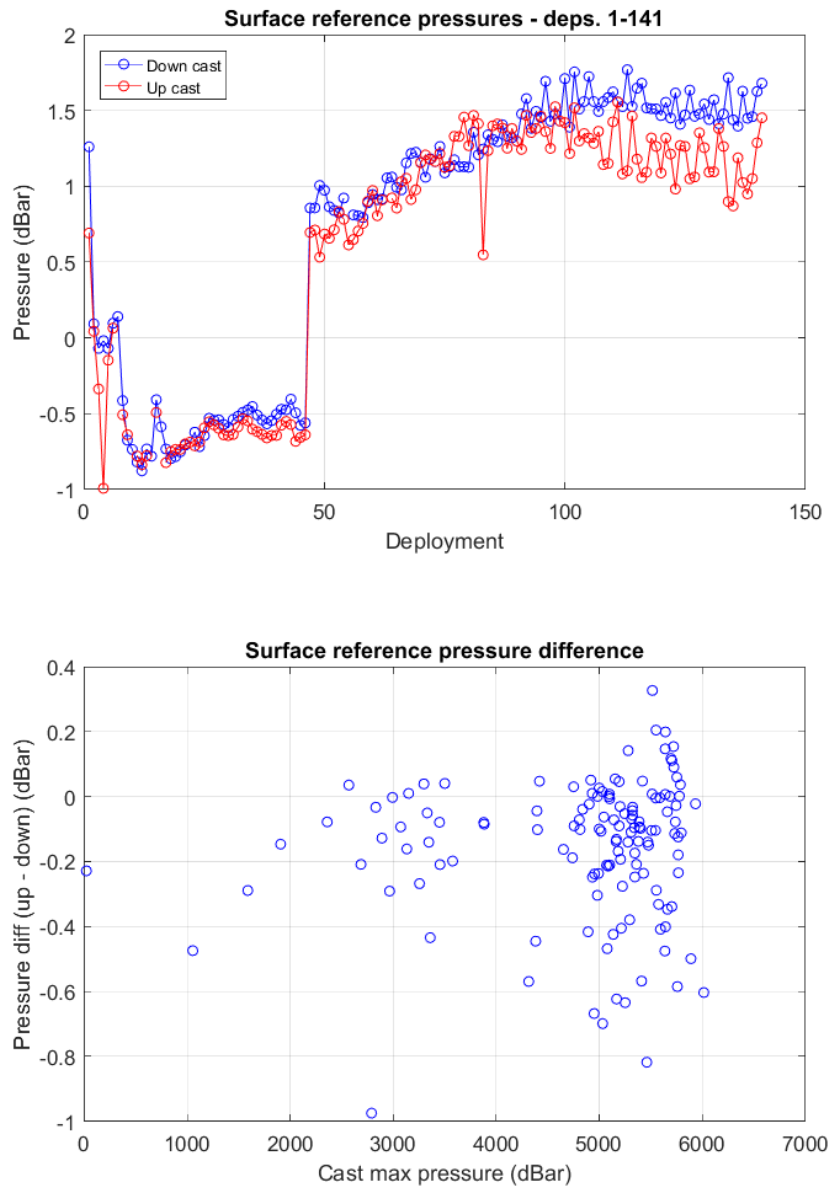 Surface reference pressures - deps. 1-141
Down cast
Up cast
2
1.5
1
0.5
0
-0.5
-1
Pressure (dBar)
0 50 100 150
Deployment
Surface reference pressure difference
0.4
0.2
0
-0.2
-0.4
-0.6
-0.8
-1
Pressure diff (up - down) (dBar)
0 1000 2000 3000 4000 5000 6000 7000
Cast max pressure (dBar)